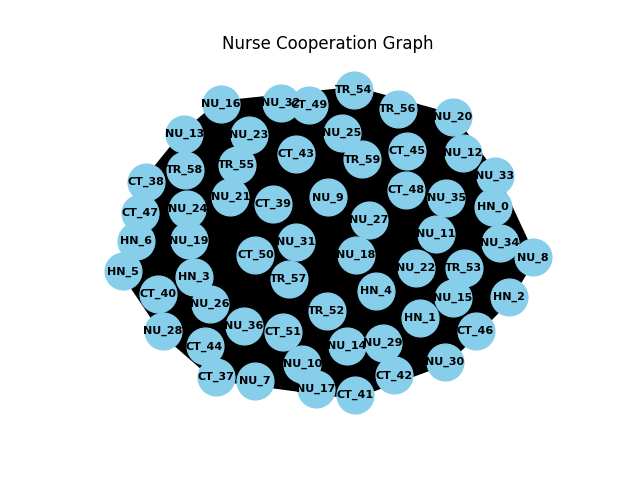 Nurse Cooperation Graph
TR_54
NU_16
NU_32
CT_49
TR_56
NU_20
NU_13
NU_23
NU_25
CT_43
CT_45
NU_12
TR_59
TR_55
TR_58
NU_33
CT_38
CT_48
NU_21
NU_9
NU_35
CT_39
HN_0
NU_24
CT_47
NU_27
NU_11
HN_6
NU_19
NU_31
NU_34
CT_50
NU_18
NU_8
NU_22
TR_53
HN_5
HN_3
TR_57
HN_4
CT_40
HN_2
NU_15
NU_26
TR_52
HN_1
NU_36
NU_28
CT_51
CT_46
NU_29
CT_44
NU_14
NU_30
NU_10
CT_42
CT_37
NU_7
NU_17
CT_41